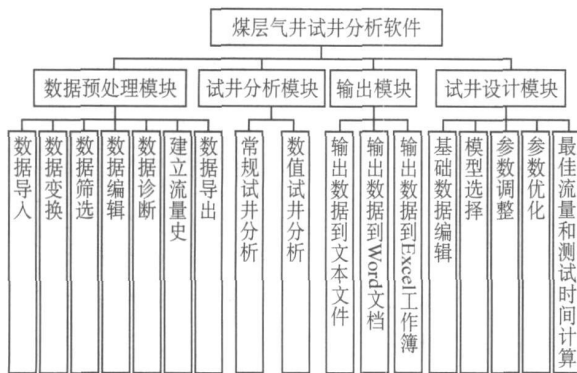 煤层气井试井分析软件
数据预处理模块
试井分析模块
输出模块
试井设计模块
数据导入
数据变换
数据筛选
数据编辑
数据诊断
建立流量史
数据导出
常规试井分析
数值试井分析
输出数据到文本文件
输出数据到Word文档
输出数据到Excel工作簿
基础数据编辑
模型选择
参数调整
参数优化
最佳流量和测试时间计算